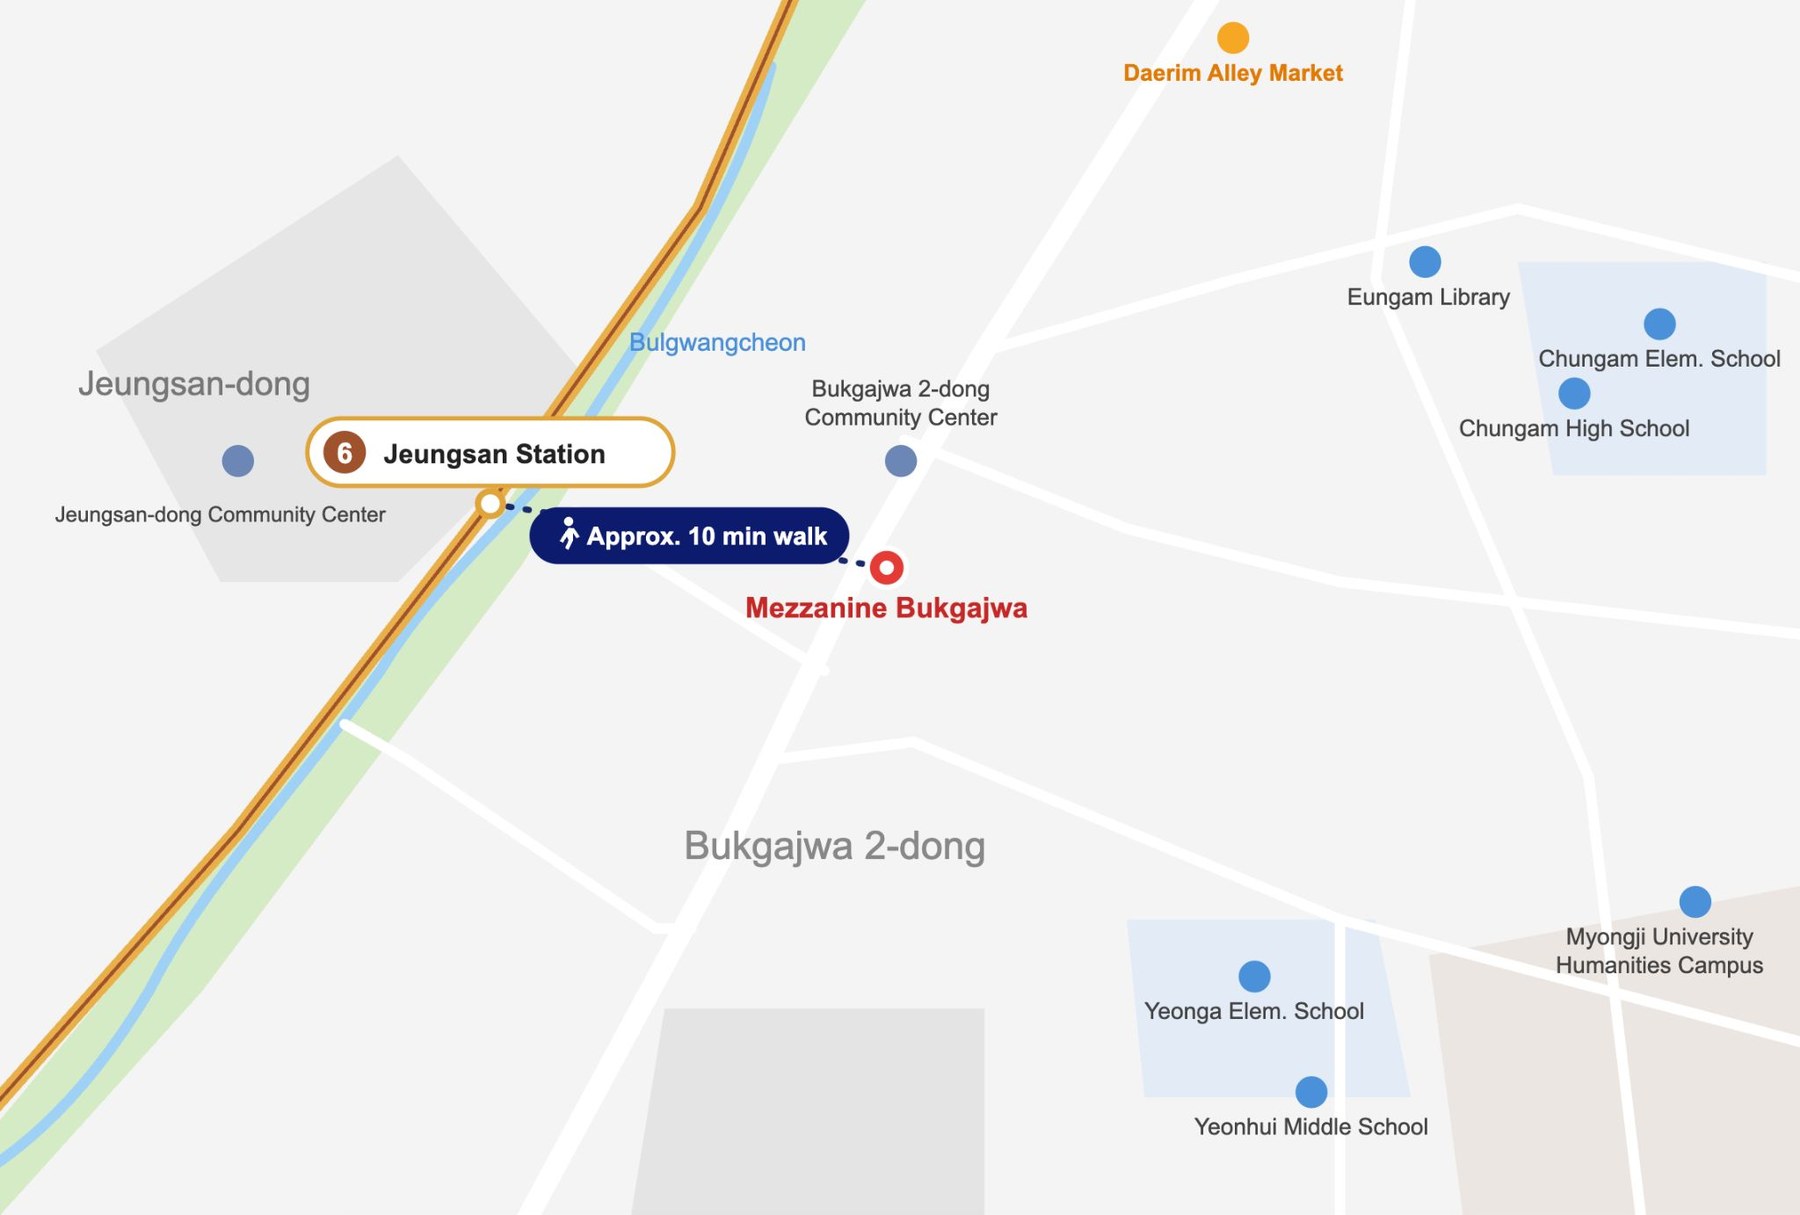 Daerim Alley Market
Eungam Library
Chungam Elem. School
Bulgwangcheon
Jeungsan-dong
Bukgajwa 2-dong
Community Center
Chungam High School
6 Jeungsan Station
Jeungsan-dong Community Center
Approx. 10 min walk
Mezzanine Bukgajwa
Bukgajwa 2-dong
Myongji University
Humanities Campus
Yeonga Elem. School
Yeonhui Middle School